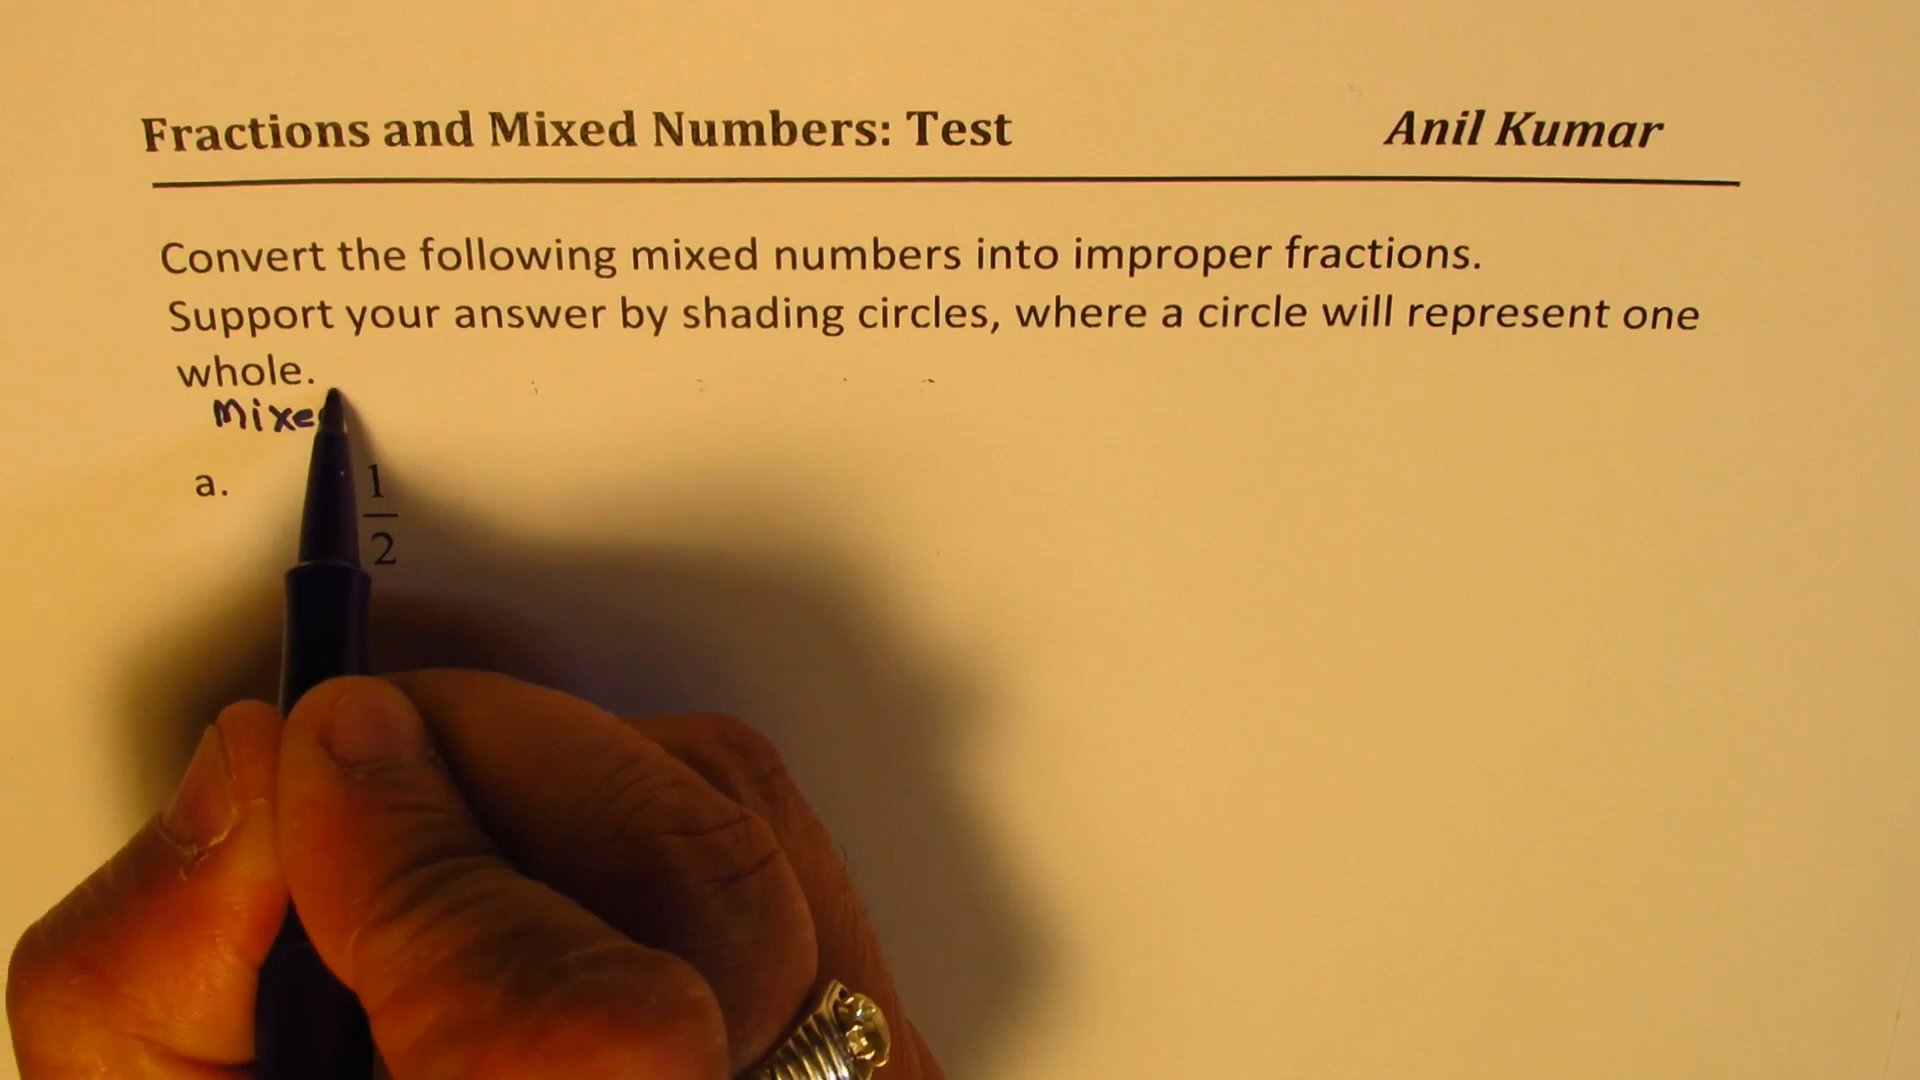 Fractions and Mixed Numbers: Test Anil Kumar
Convert the following mixed numbers into improper fractions.
Support your answer by shading circles, where a circle will represent one
whole.
Mixe
a.
1
2